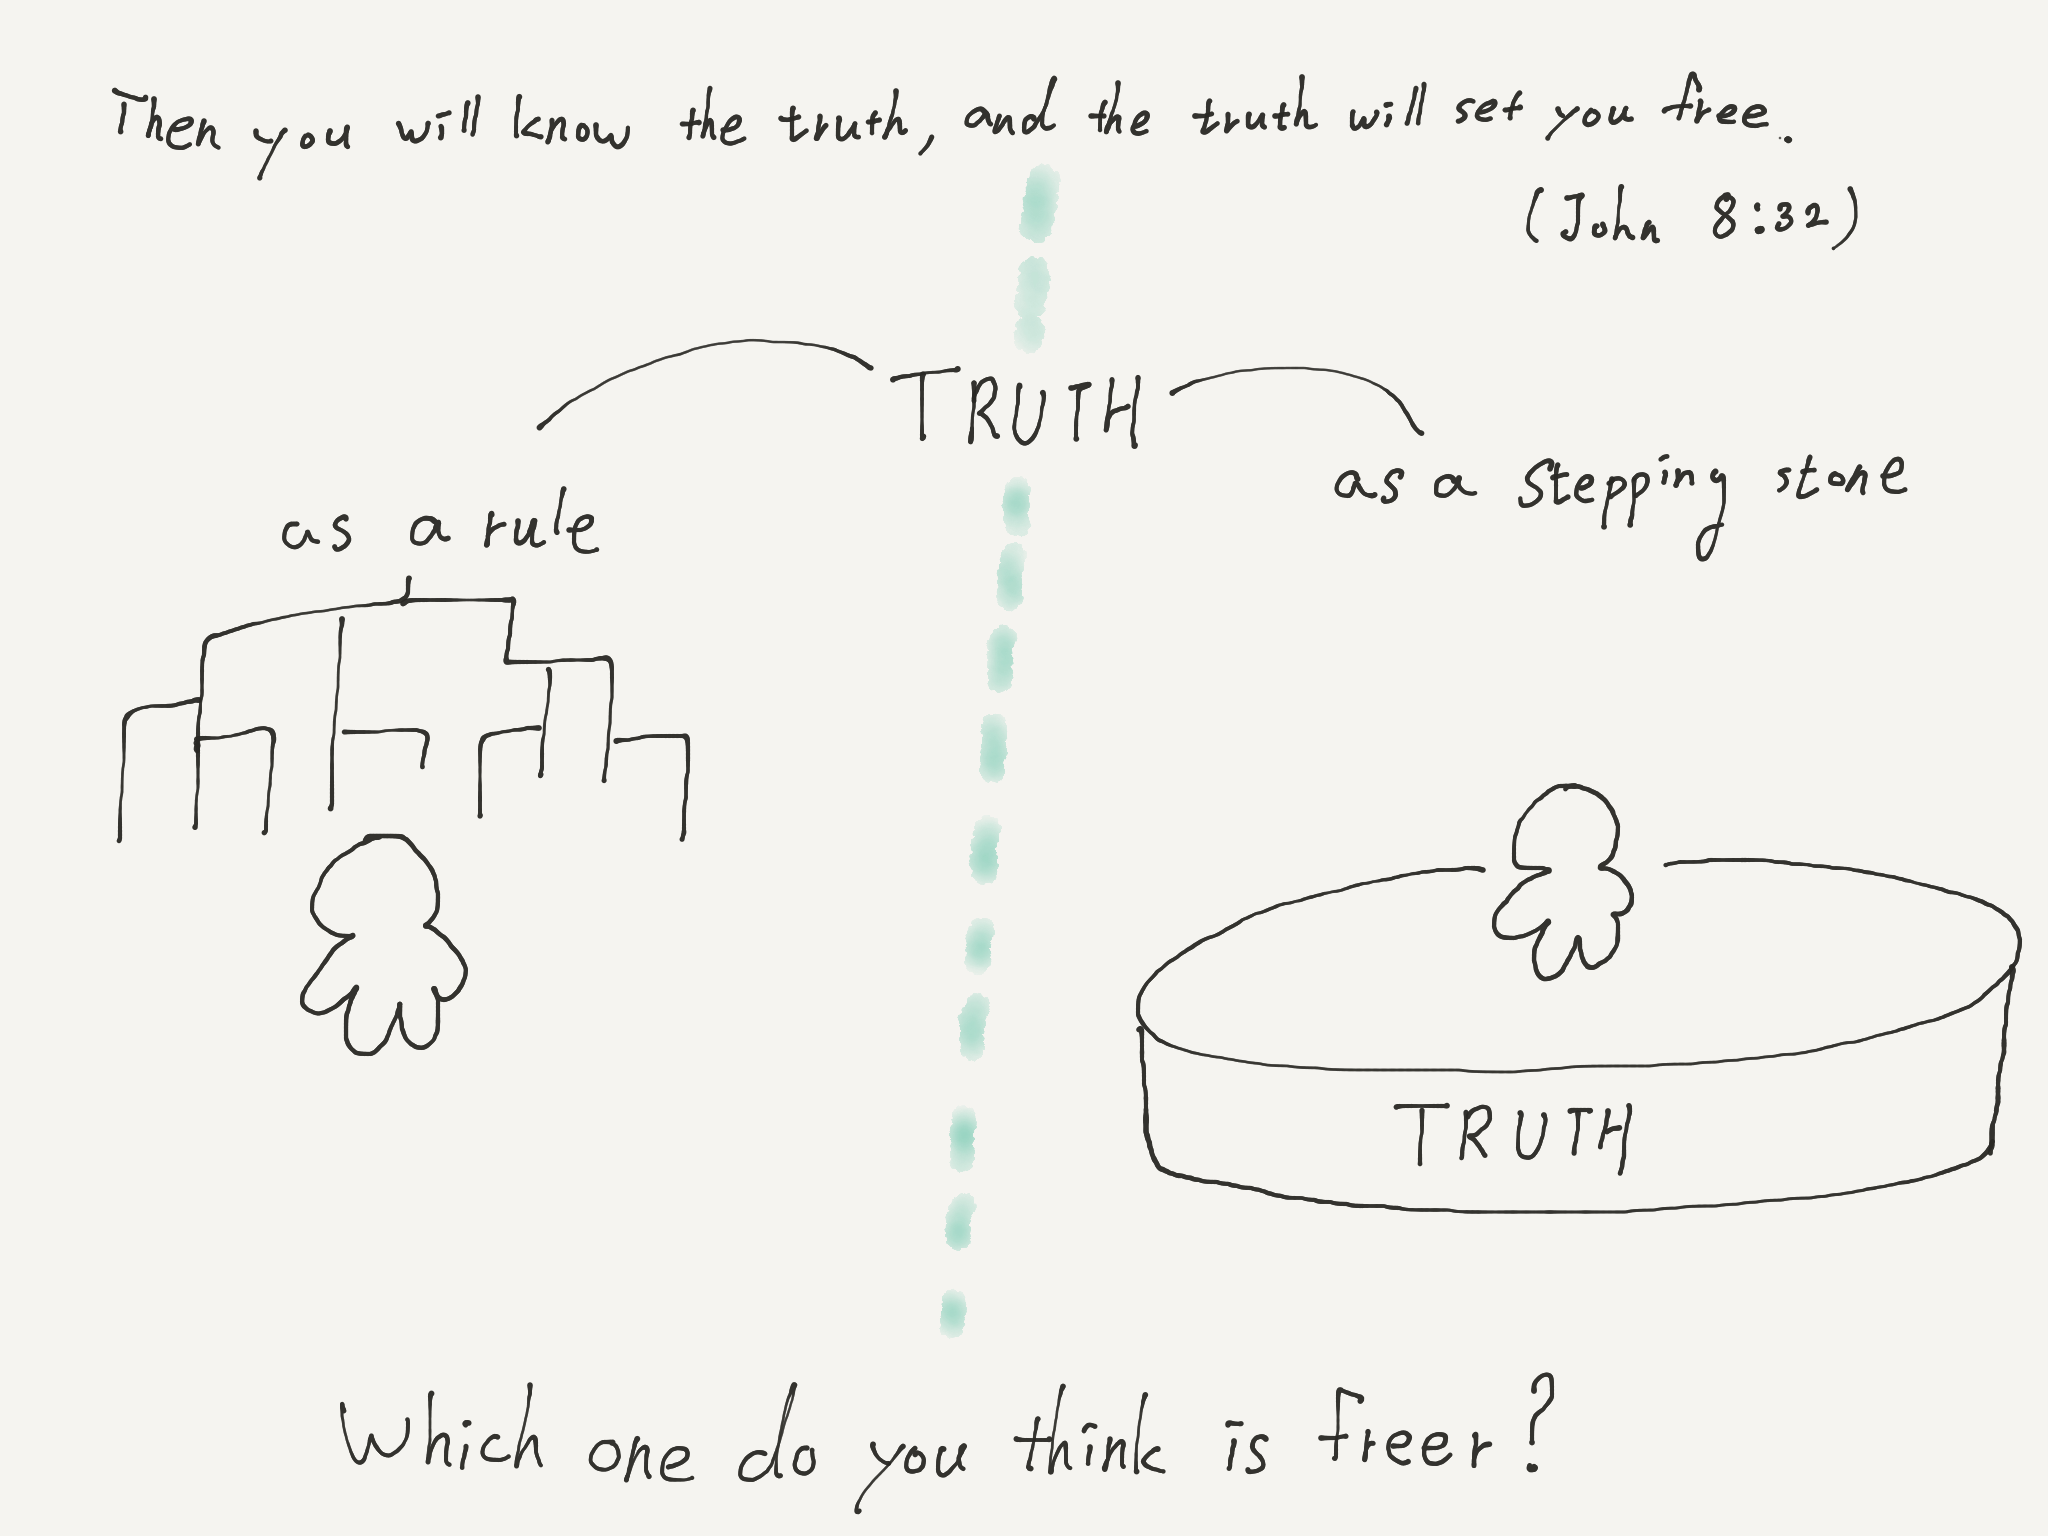 Then you will know the truth, and the truth will set you free.
(John 8:32)
TRUTH
as a rule
as a stepping stone
TRUTH
Which one do you think is freer?